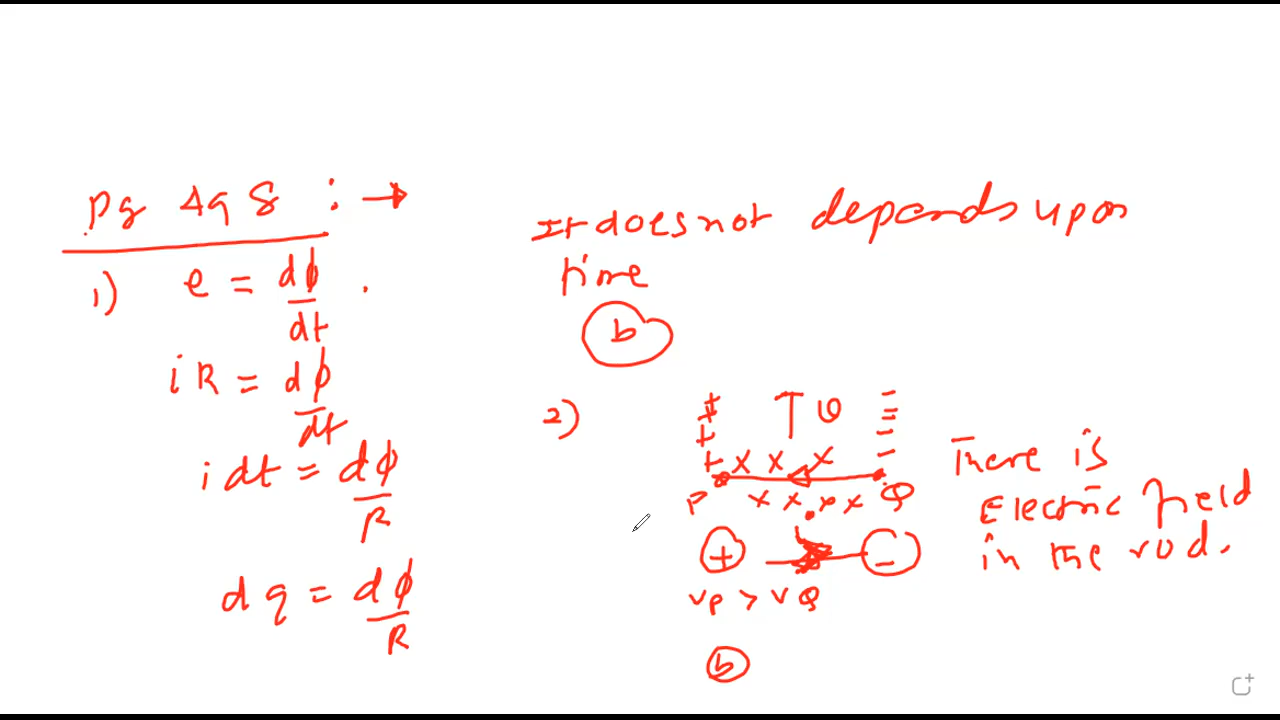 Pg 498 : →
1) e = dφ/dt .
iR = dφ/dt
i dt = dφ/R
dq = dφ/R
It does not depends upon
time
b
2)
+ ↑ v -
+ -
+ x x x -
P Q
x x x x
+ -
There is
Electric field
in the rod.
VP > VQ
b